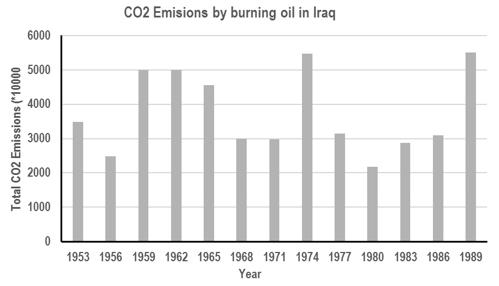 CO2 Emisions by burning oil in Iraq
Total CO2 Emissions (*10000
6000
5000
4000
3000
2000
1000
0
1953 1956 1959 1962 1965 1968 1971 1974 1977 1980 1983 1986 1989
Year